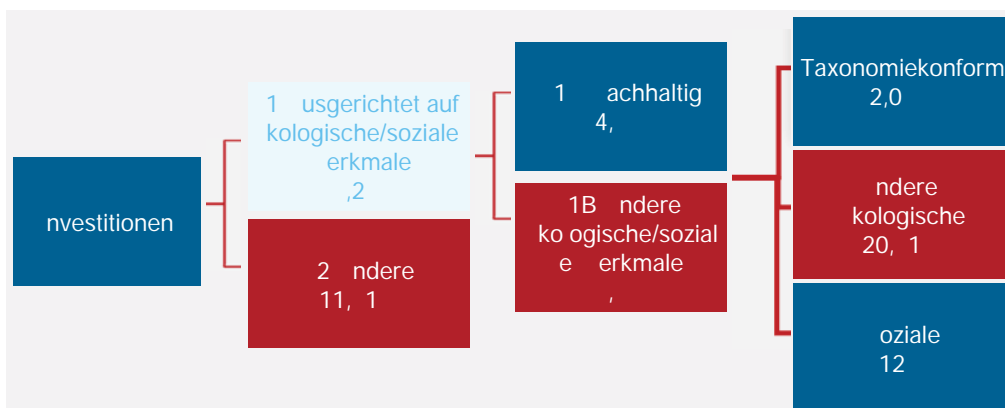 nvestitionen
1 usgerichtet auf
kologische/soziale
erkmale
,2
2 ndere
11, 1
1 achhaltig
4,
1B ndere
ko ogische/sozial
e erkmale
,
Taxonomiekonform
2,0
ndere
kologische
20, 1
oziale
12